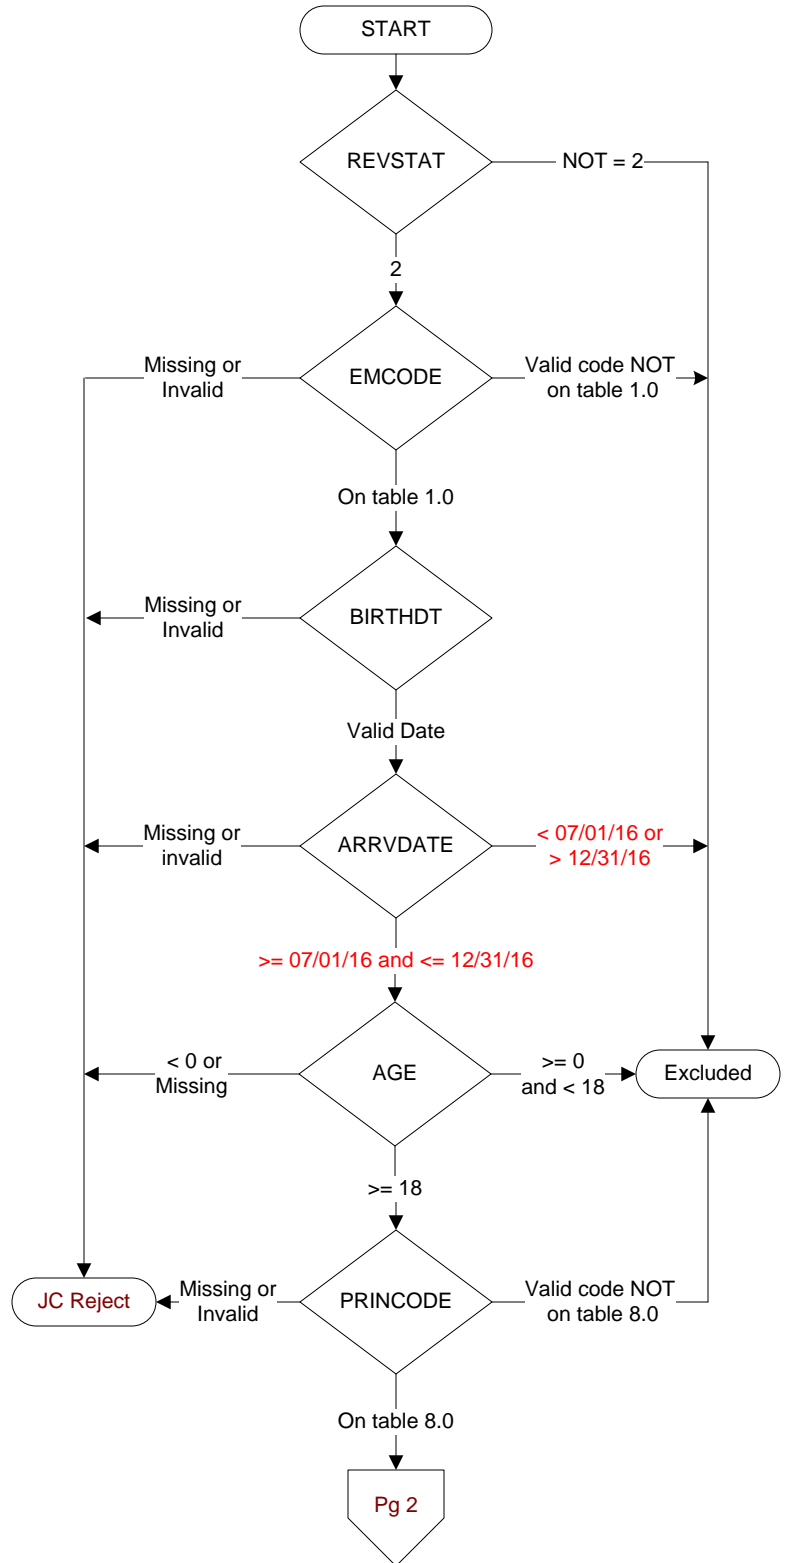 START
REVSTAT
NOT = 2
2
Missing or
Invalid
EMCODE
Valid code NOT
on table 1.0
On table 1.0
Missing or
Invalid
BIRTHDT
Valid Date
Missing or
invalid
ARRVDATE
< 07/01/16 or
> 12/31/16
>= 07/01/16 and <= 12/31/16
< 0 or
Missing
AGE
>= 0
and < 18
Excluded
>= 18
JC Reject
Missing or
Invalid
PRINCODE
Valid code NOT
on table 8.0
On table 8.0
Pg 2